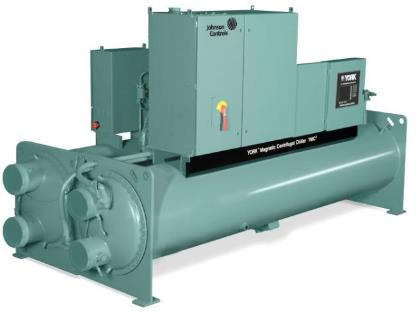 Johnson
Controls
YORK
YORK® Magnetic Centrifugal Chiller YMC²